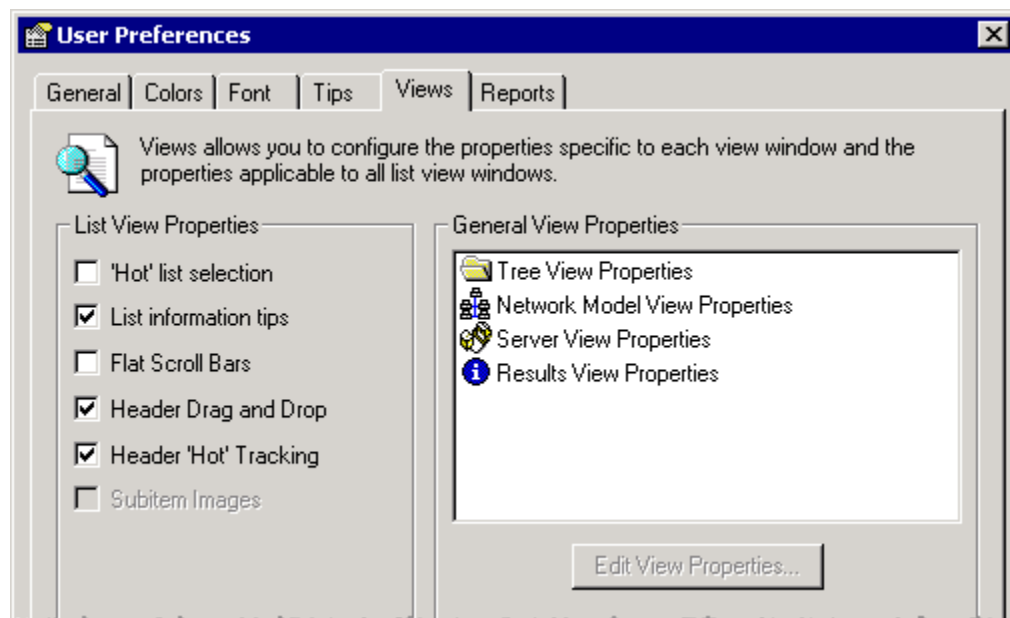 User Preferences
General Colors Font Tips Views Reports
Views allows you to configure the properties specific to each view window and the
properties applicable to all list view windows.
List View Properties
'Hot' list selection
List information tips
Flat Scroll Bars
Header Drag and Drop
Header 'Hot' Tracking
Subitem Images
General View Properties
Tree View Properties
Network Model View Properties
Server View Properties
Results View Properties
Edit View Properties...